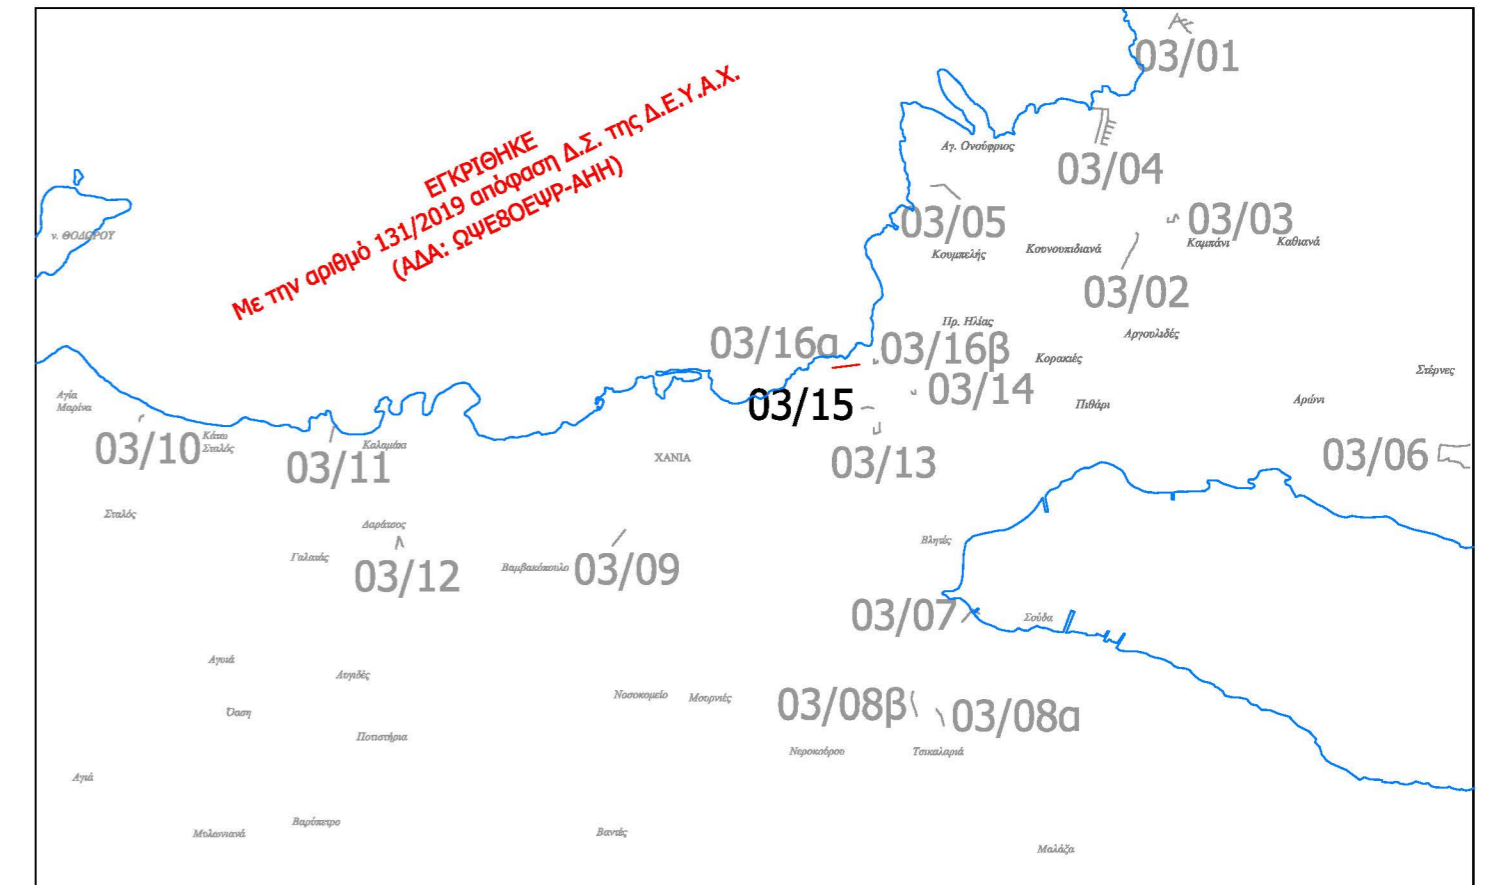 03/01
Αγ. Ονούφριος
03/04
ΕΓΚΡΙΘΗΚΕ
Με την αριθμό 131/2019 απόφαση Δ.Σ. της Δ.Ε.Υ.Α.Χ.
(ΑΔΑ: ΩΨΕ8ΟΕΨΡ-ΑΗΗ)
03/05
03/03
ν. ΘΟΔΩΡΟΥ
Κουμπελής
Κουνουπιδιανά
Καμπάνι
Καθιανά
03/02
Πρ. Ηλίας
Αργουλιδές
03/16α
03/16β
Κορακιές
Στέρνες
03/14
Αγία
Μαρίνα
03/15
Πιθάρι
Αρώνι
03/10
Κάτω
Σταλός
03/11
Καλαμάκι
ΧΑΝΙΑ
03/13
03/06
Σταλός
Δαράτσος
Γαλατάς
03/12
Βαμβακόπουλο
03/09
Βλητές
03/07
Σούδα
Αγυιά
Ατιγδές
Νοσοκομείο
Μουρνιές
03/08β
03/08α
Όαση
Ποτιστήρια
Νεροκούρου
Τσικαλαριά
Αγιά
Μυλωνιανά
Βαρύπετρο
Βαντές
Μαλάξα